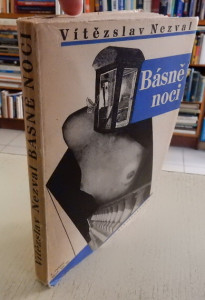 Vítězslav Nezval
Básně
noci
Vítězslav Nezval BÁSNĚ NOCI